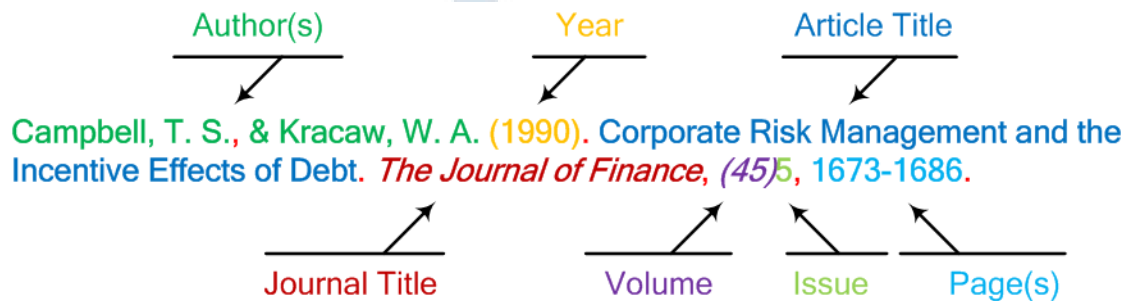 Author(s) Year Article Title
Campbell, T. S., & Kracaw, W. A. (1990). Corporate Risk Management and the
Incentive Effects of Debt. The Journal of Finance, (45)5, 1673-1686.
Journal Title Volume Issue Page(s)